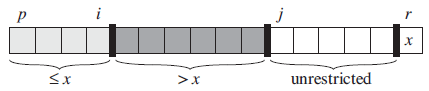 p i j r
x
≤ x > x unrestricted